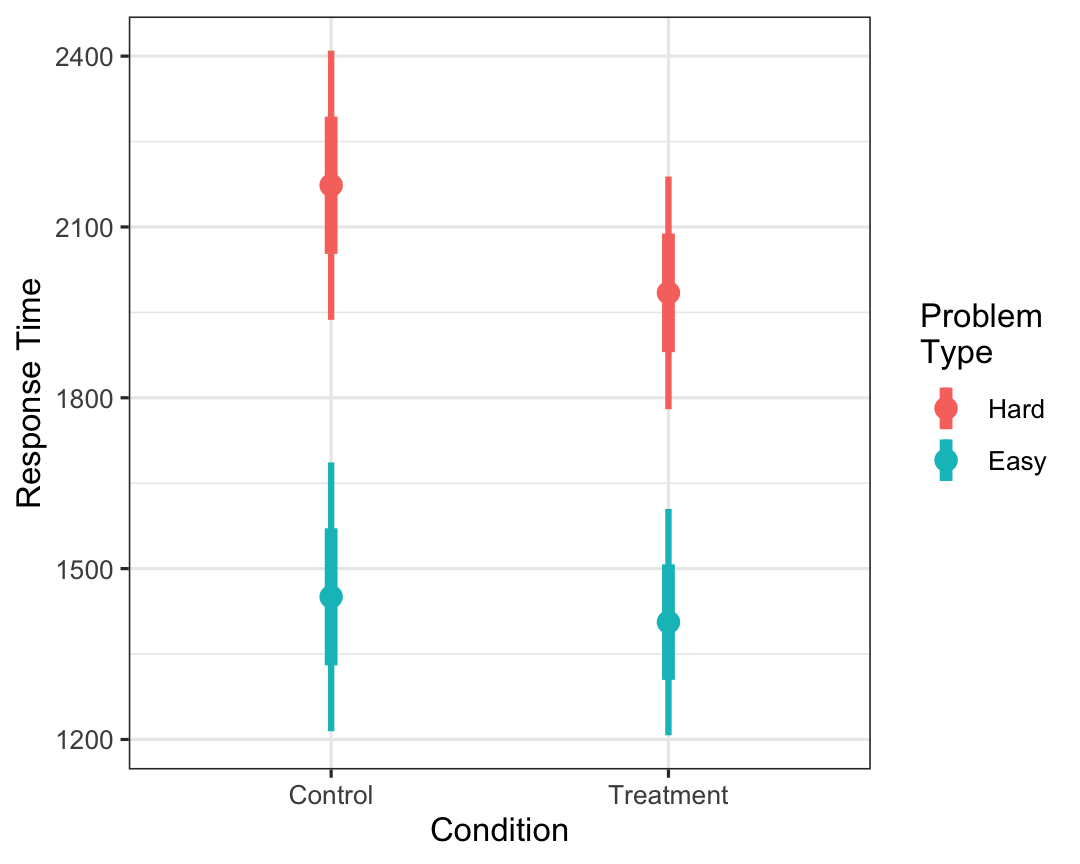 2400
2100
1800
1500
1200
Response Time
Control
Treatment
Condition
Problem
Type
Hard
Easy